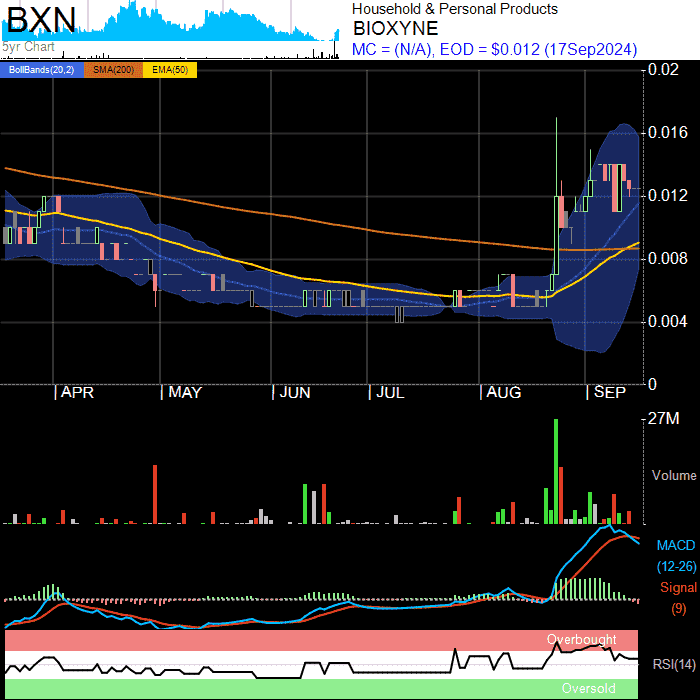 BXN
5yr Chart
Household & Personal Products
BIOXYNE
MC = (N/A), EOD = $0.012 (17Sep2024)
BollBands(20,2) SMA(200) EMA(50)
0.02
0.016
0.012
0.008
0.004
0
APR MAY JUN JUL AUG SEP
27M
Volume
MACD
(12-26)
Signal
(9)
Overbought
RSI(14)
Oversold